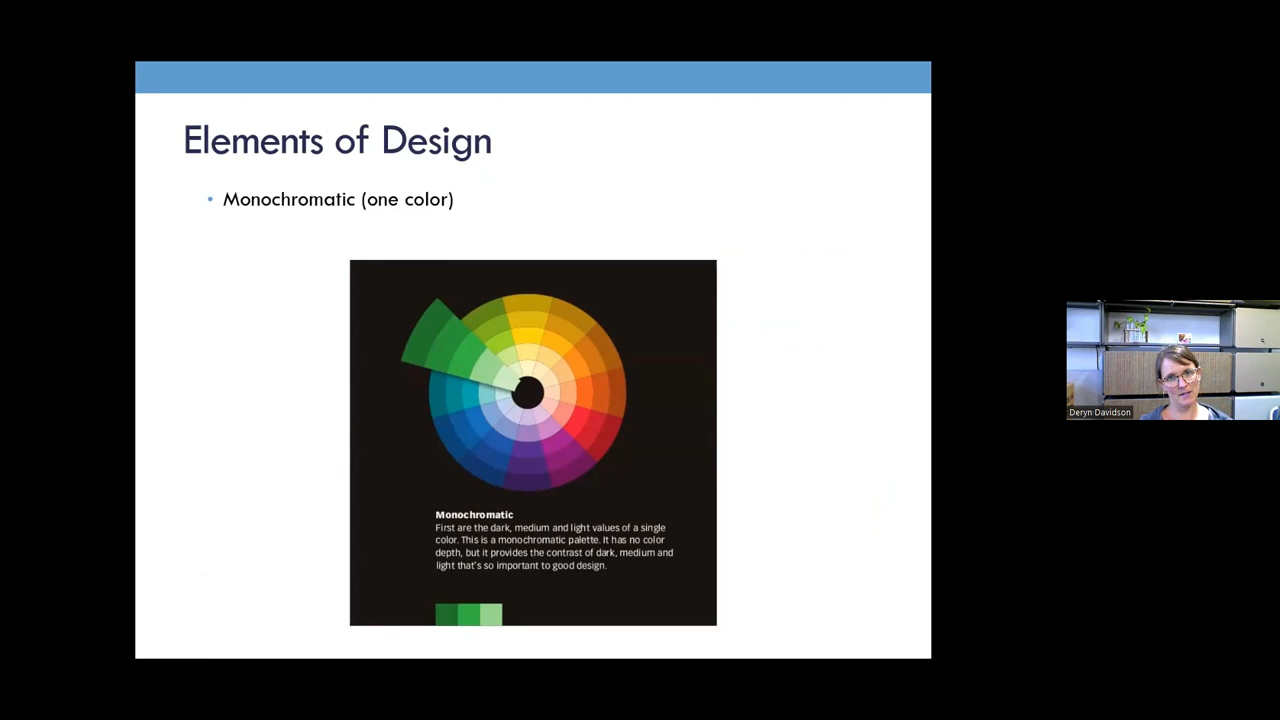 Elements of Design
• Monochromatic (one color)
Monochromatic
First are the dark, medium and light values of a single
color. This is a monochromatic palette. It has no color
depth, but it provides the contrast of dark, medium and
light that's so important to good design.
Deryn Davidson